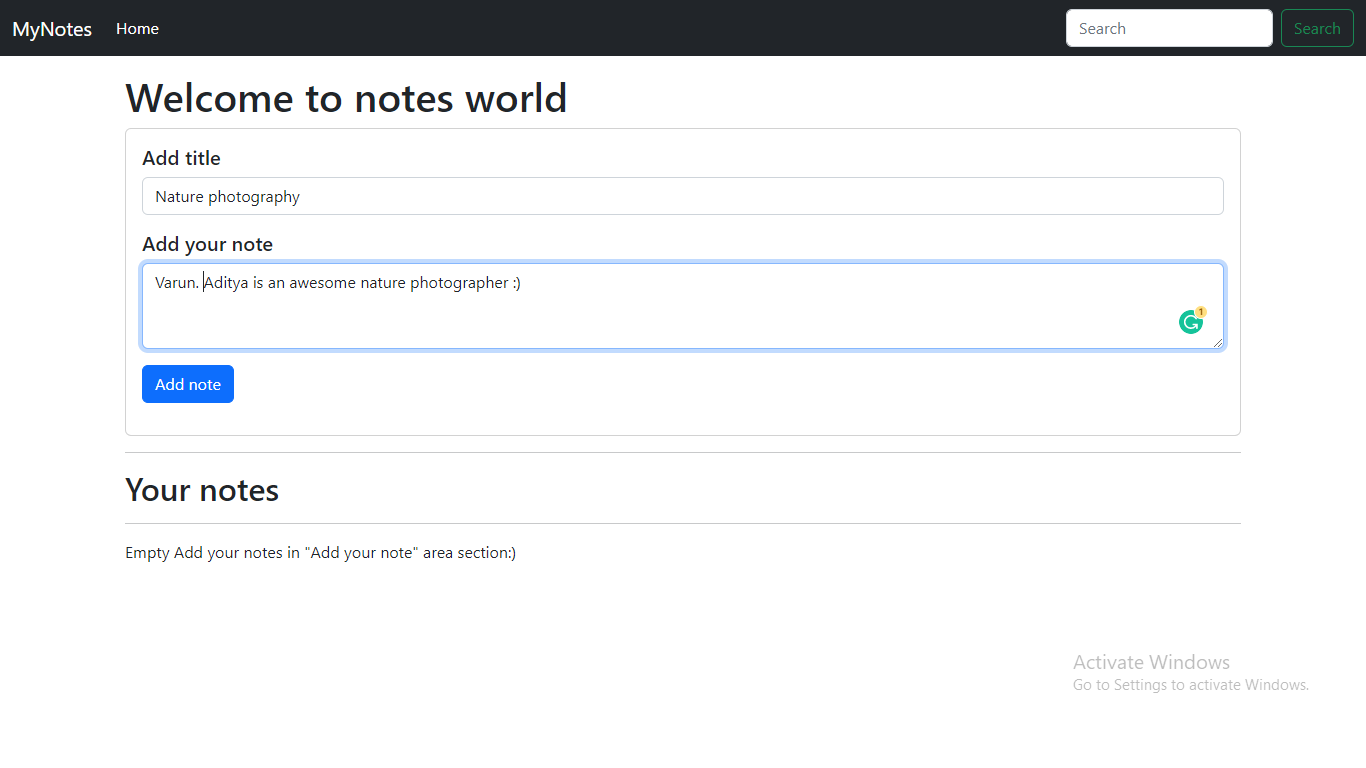 MyNotes Home Search Search
Welcome to notes world
Add title
Nature photography
Add your note
Varun. Aditya is an awesome nature photographer :)
1
Add note
Your notes
Empty Add your notes in "Add your note" area section:)
Activate Windows
Go to Settings to activate Windows.